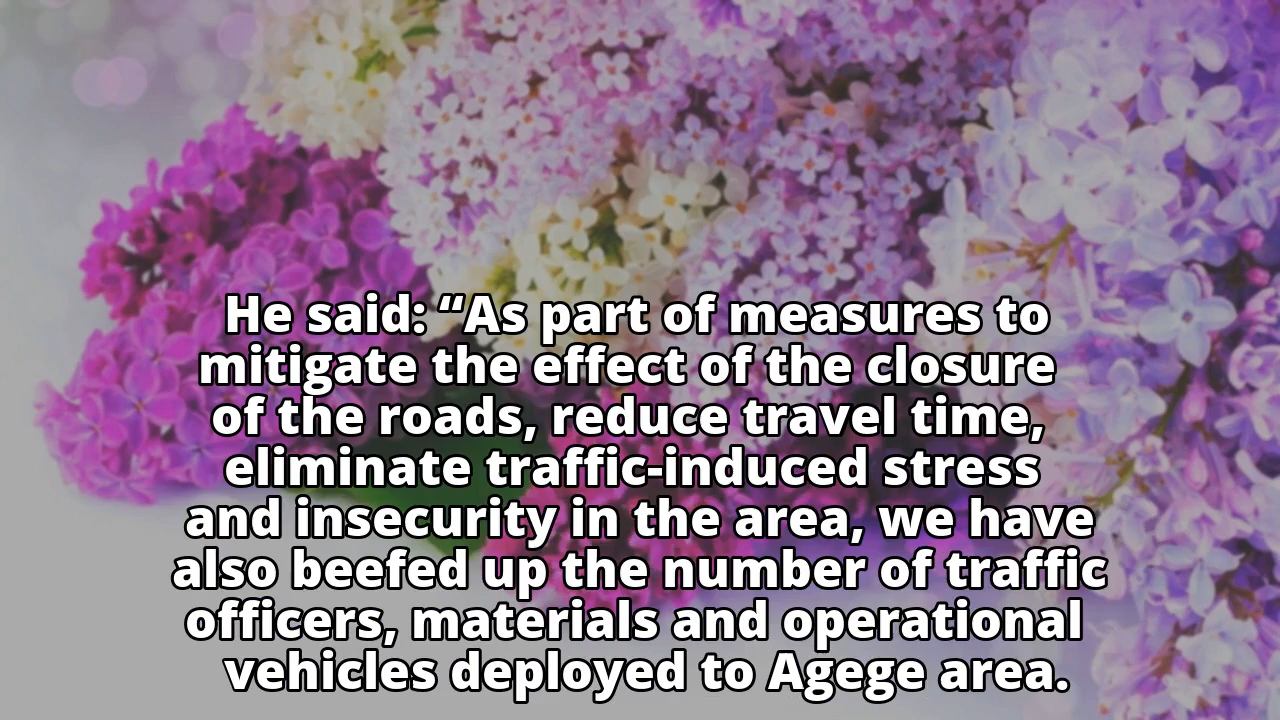 He said: “As part of measures to
mitigate the effect of the closure
of the roads, reduce travel time,
eliminate traffic-induced stress
and insecurity in the area, we have
also beefed up the number of traffic
officers, materials and operational
vehicles deployed to Agege area.